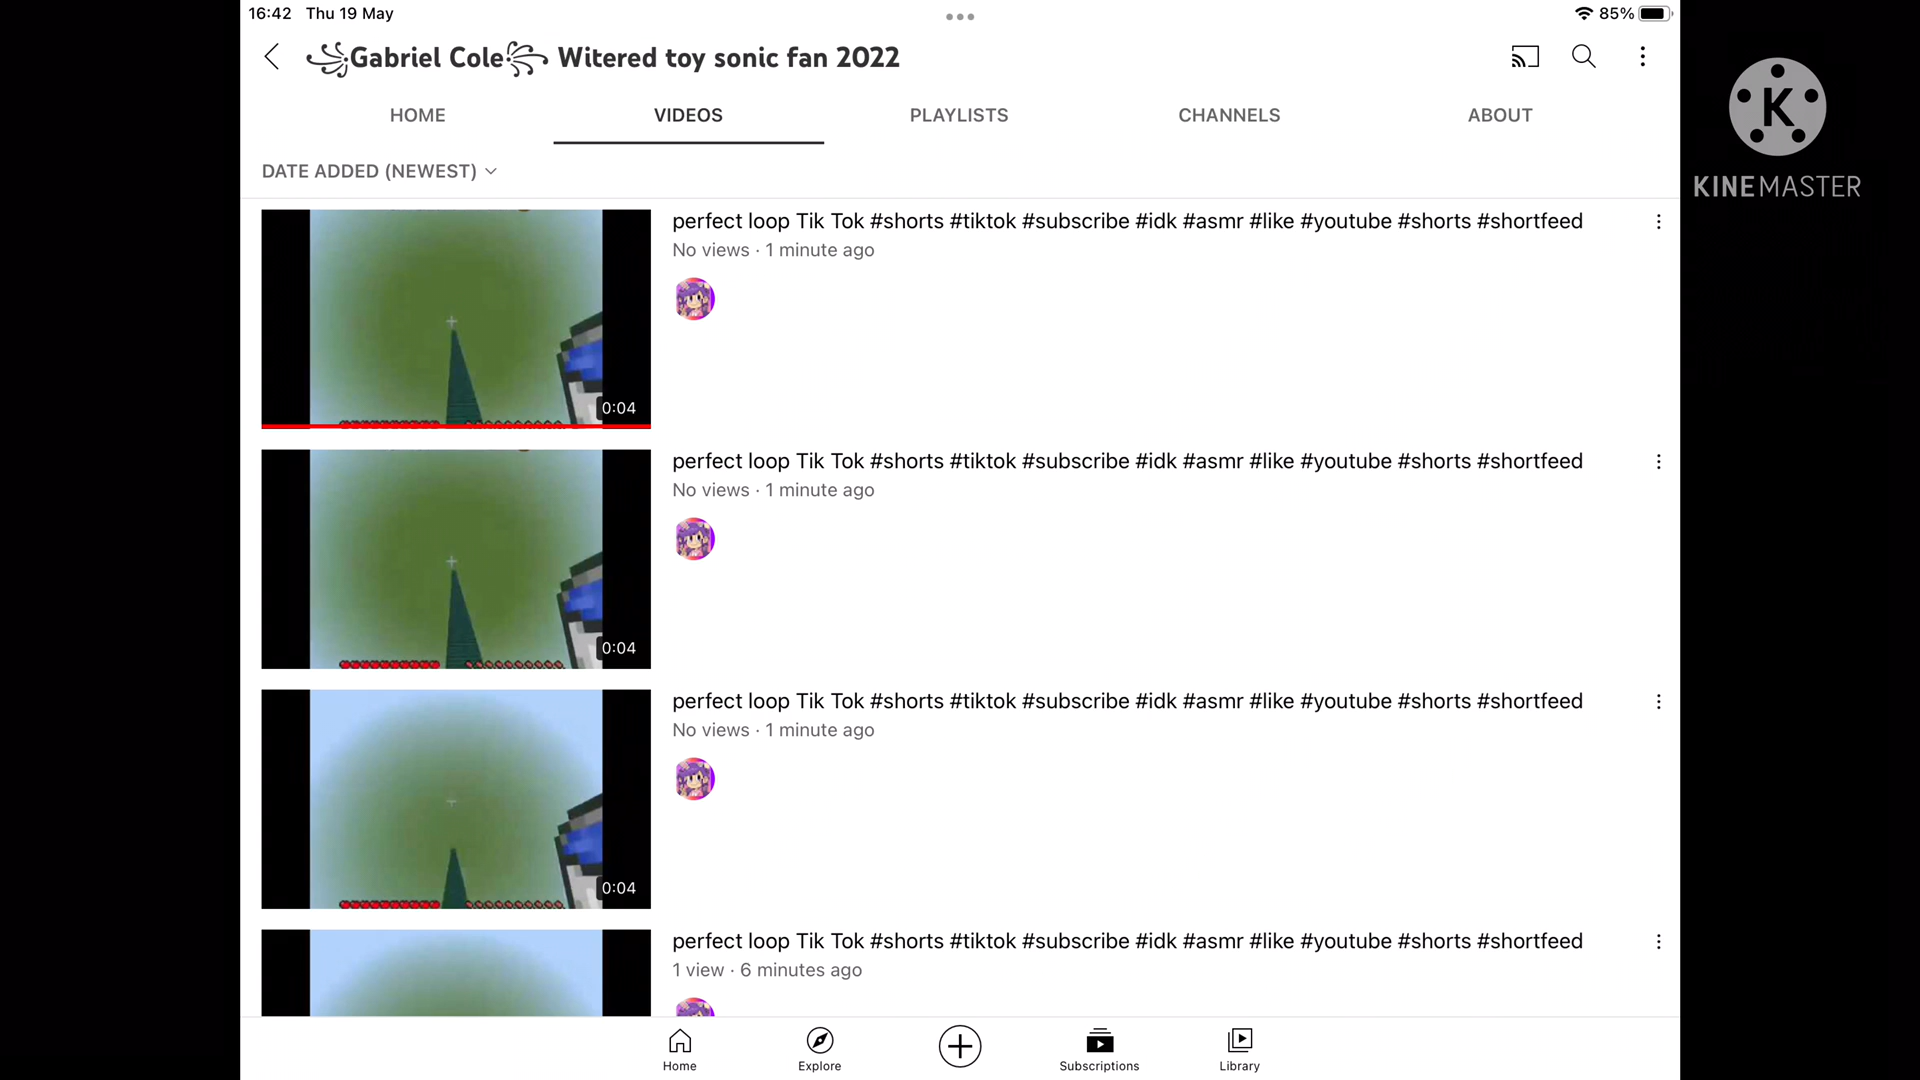 16:42 Thu 19 May
85%
꧁Gabriel Cole꧂ Witered toy sonic fan 2022
HOME VIDEOS PLAYLISTS CHANNELS ABOUT
K
KINEMASTER
DATE ADDED (NEWEST)
perfect loop Tik Tok #shorts #tiktok #subscribe #idk #asmr #like #youtube #shorts #shortfeed
No views · 1 minute ago
0:04
perfect loop Tik Tok #shorts #tiktok #subscribe #idk #asmr #like #youtube #shorts #shortfeed
No views · 1 minute ago
0:04
perfect loop Tik Tok #shorts #tiktok #subscribe #idk #asmr #like #youtube #shorts #shortfeed
No views · 1 minute ago
0:04
perfect loop Tik Tok #shorts #tiktok #subscribe #idk #asmr #like #youtube #shorts #shortfeed
1 view · 6 minutes ago
Home Explore Subscriptions Library